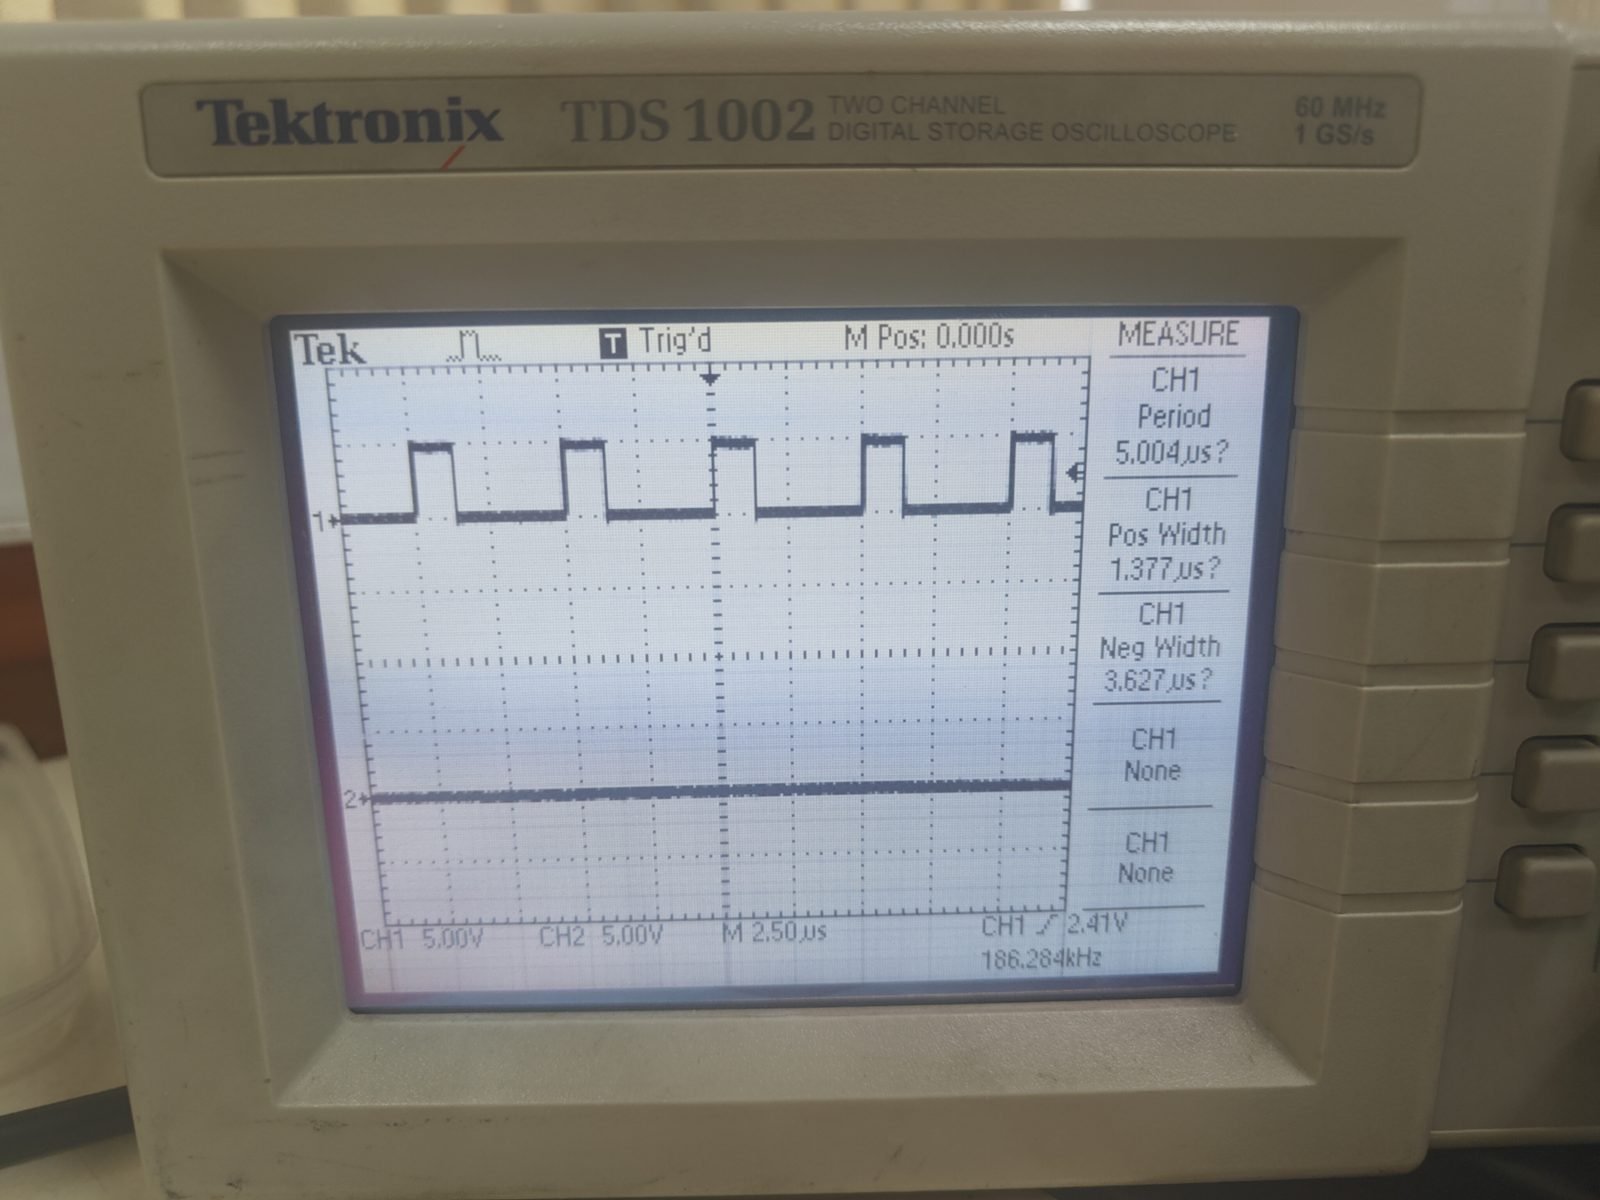 Tektronix TDS 1002 TWO CHANNEL DIGITAL STORAGE OSCILLOSCOPE 60 MHz 1 GS/s
Tek T Trig'd M Pos: 0.000s MEASURE
CH1
Period
5.004µs?
CH1
Pos Width
1.377µs?
CH1
Neg Width
3.627µs?
CH1
None
CH1
None
1
2
CH1 5.00V CH2 5.00V M 2.50µs CH1 2.41V
186.284kHz